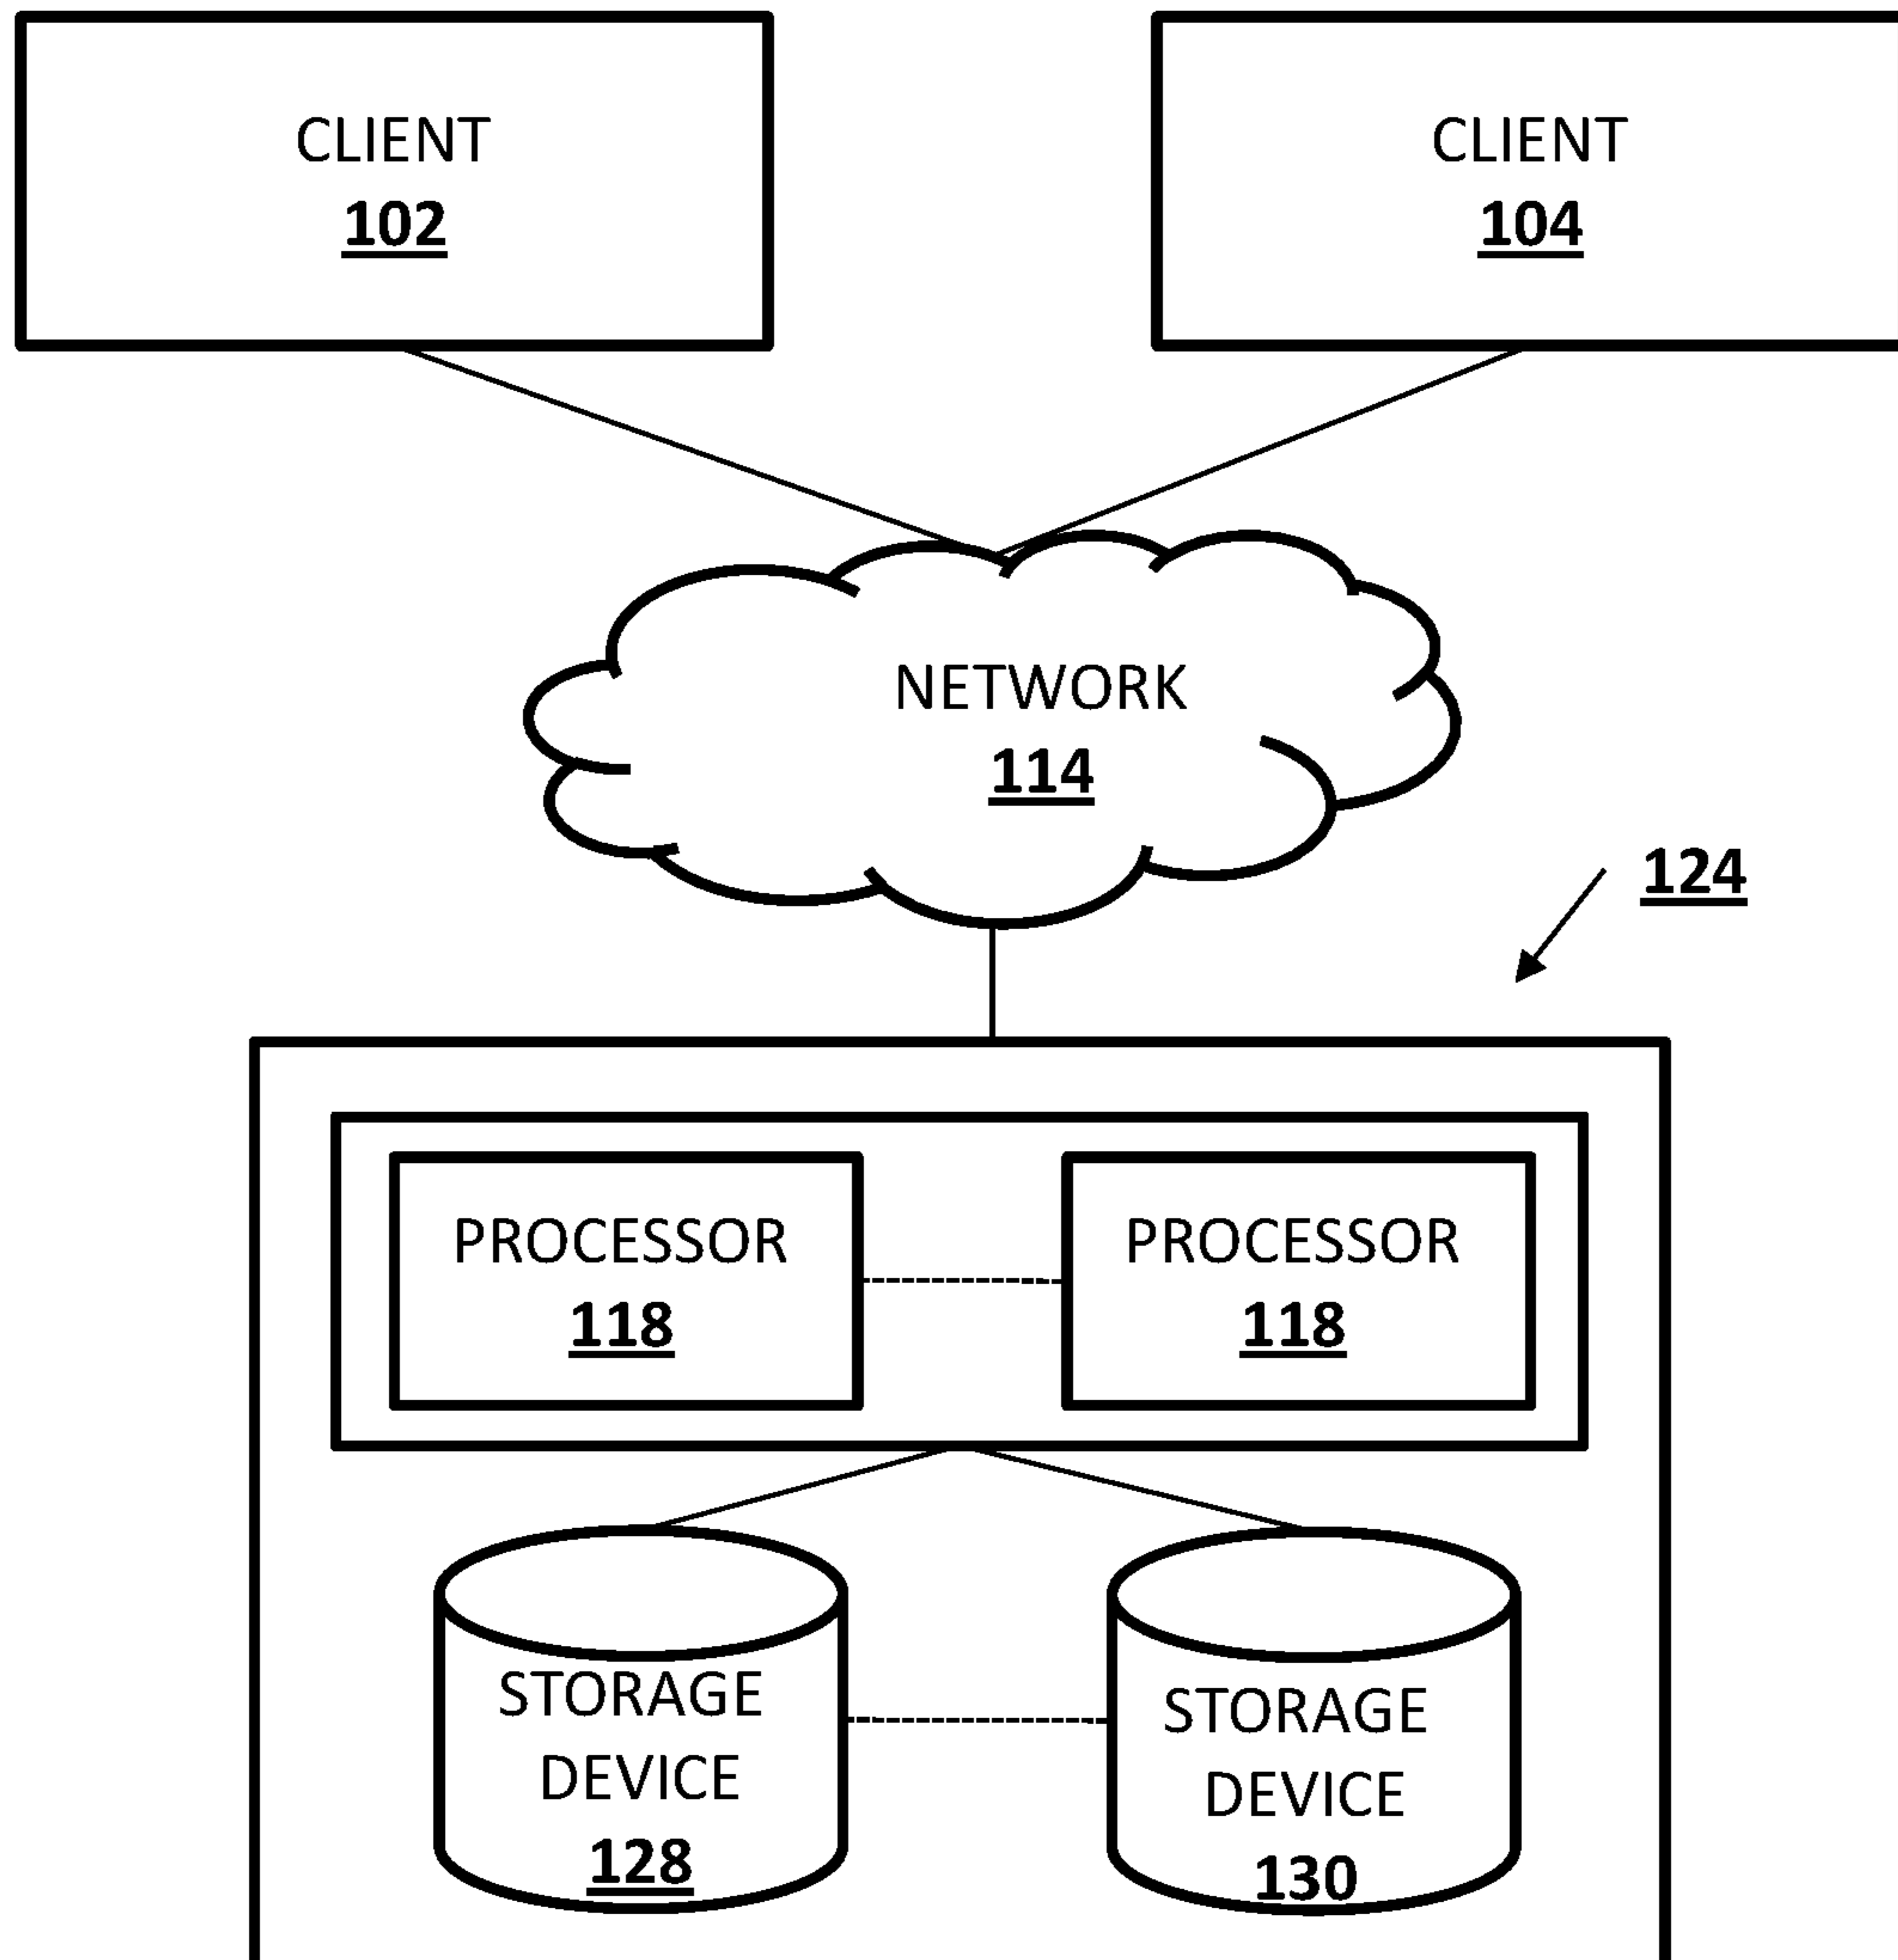 CLIENT
102
CLIENT
104
NETWORK
114
124
PROCESSOR
118
PROCESSOR
118
STORAGE
DEVICE
128
STORAGE
DEVICE
130